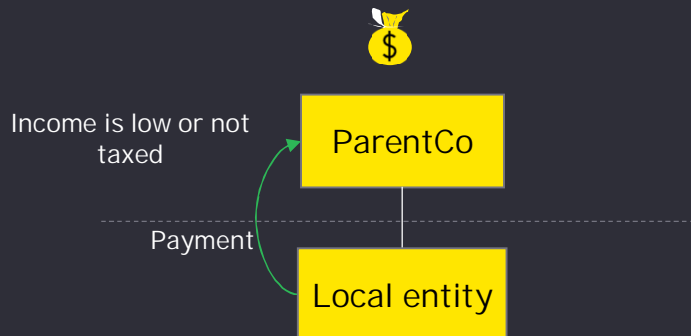 $
Income is low or not
taxed
ParentCo
Payment
Local entity